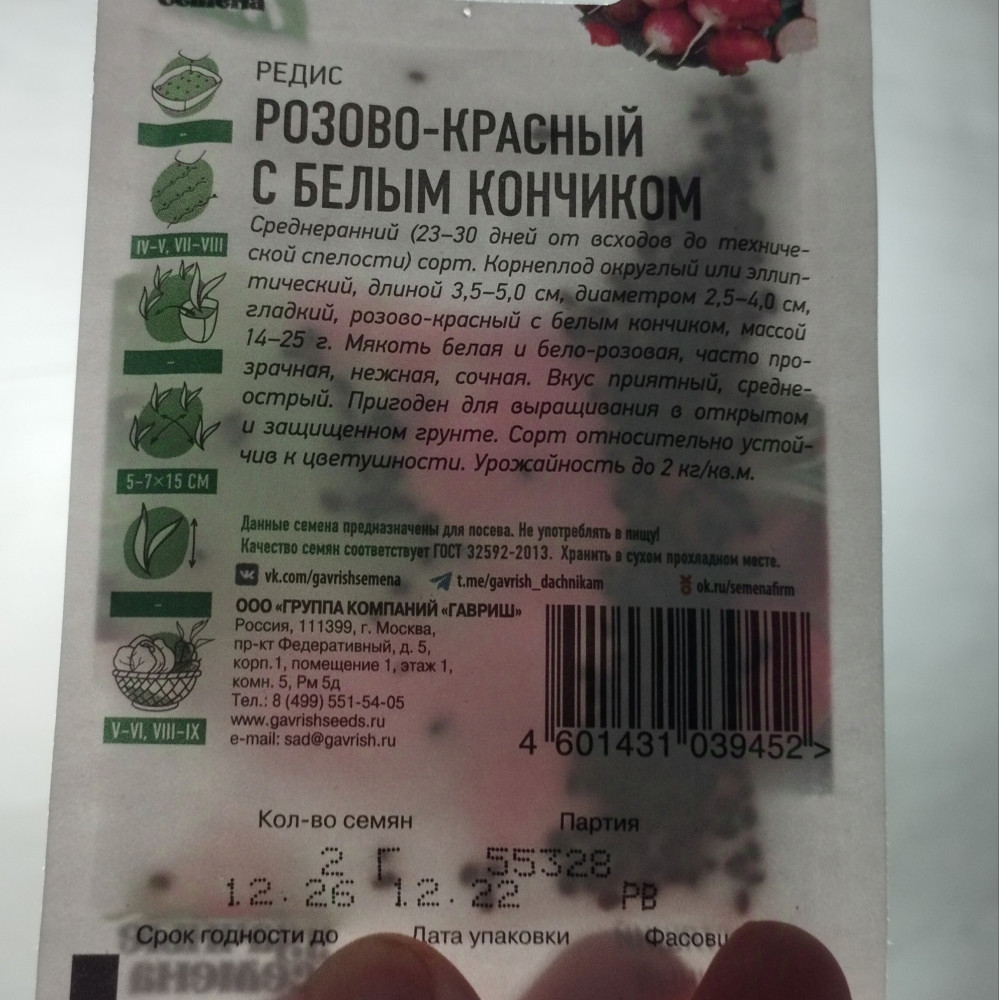 семена
РЕДИС
РОЗОВО-КРАСНЫЙ
С БЕЛЫМ КОНЧИКОМ
Среднеранний (23–30 дней от всходов до техниче-
ской спелости) сорт. Корнеплод округлый или эллип-
тический, длиной 3,5–5,0 см, диаметром 2,5–4,0 см,
гладкий, розово-красный с белым кончиком, массой
14–25 г. Мякоть белая и бело-розовая, часто про-
зрачная, нежная, сочная. Вкус приятный, средне-
острый. Пригоден для выращивания в открытом
и защищенном грунте. Сорт относительно устой-
чив к цветушности. Урожайность до 2 кг/кв.м.
-
IV-V, VII-VIII
-
5-7×15 СМ
-
V-VI, VIII-IX
Данные семена предназначены для посева. Не употреблять в пищу!
Качество семян соответствует ГОСТ 32592-2013. Хранить в сухом прохладном месте.
vk.com/gavrishsemena t.me/gavrish_dachnikam ok.ru/semenafirm
ООО «ГРУППА КОМПАНИЙ «ГАВРИШ»
Россия, 111399, г. Москва,
пр-кт Федеративный, д. 5,
корп.1, помещение 1, этаж 1,
комн. 5, Рм 5д
Тел.: 8 (499) 551-54-05
www.gavrishseeds.ru
e-mail: sad@gavrish.ru
4 601431 039452 >
Кол-во семян Партия
2 Г 55328
12.26 12.22 РВ
Срок годности до Дата упаковки Фасовщ
семена